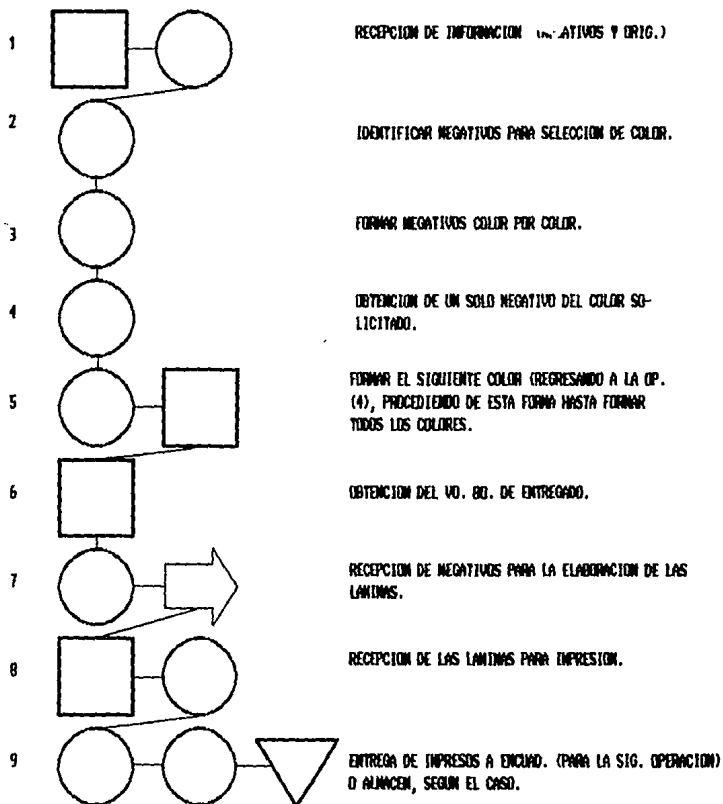 1 RECEPCION DE INFORMACION ATIVOS Y ORIG.)
2 IDENTIFICAR NEGATIVOS PARA SELECCION DE COLOR.
3 FORMAR NEGATIVOS COLOR POR COLOR.
4 OBTENCION DE UN SOLO NEGATIVO DEL COLOR SO-
LICITADO.
FORMAR EL SIGUIENTE COLOR (REGRESANDO A LA OP.
5 (4), PROCEDIENDO DE ESTA FORMA HASTA FORMAR
TODOS LOS COLORES.
6 OBTENCION DEL VO. BO. DE ENTREGADO.
7 RECEPCION DE NEGATIVOS PARA LA ELABORACION DE LAS
LAMINAS.
8 RECEPCION DE LAS LAMINAS PARA IMPRESION.
9 ENTREGA DE IMPRESOS A ENCUAD. (PARA LA SIG. OPERACION)
O ALMACEN, SEGUN EL CASO.